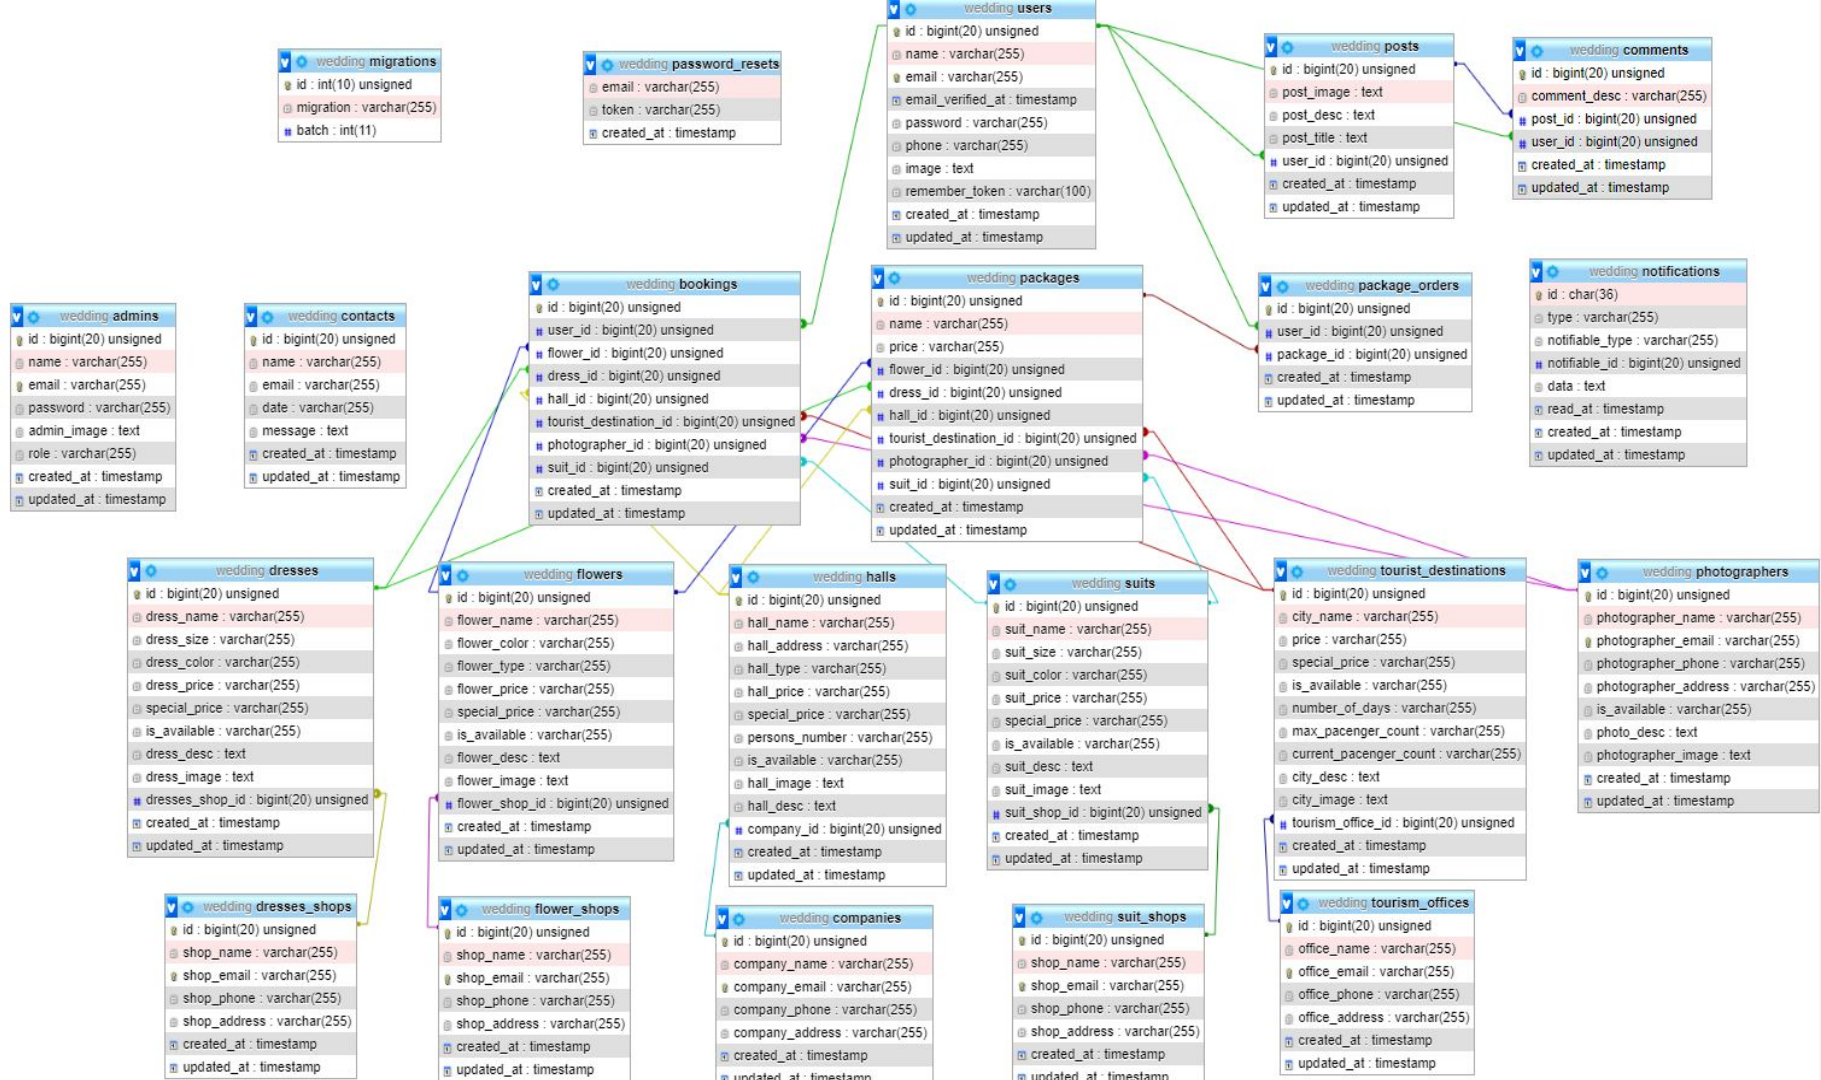 wedding users
id : bigint(20) unsigned
name : varchar(255)
email : varchar(255)
email_verified_at : timestamp
password : varchar(255)
phone : varchar(255)
image : text
remember_token : varchar(100)
created_at : timestamp
updated_at : timestamp
wedding migrations
id : int(10) unsigned
migration : varchar(255)
batch : int(11)
wedding password_resets
email : varchar(255)
token : varchar(255)
created_at : timestamp
wedding posts
id : bigint(20) unsigned
post_image : text
post_desc : text
post_title : text
user_id : bigint(20) unsigned
created_at : timestamp
updated_at : timestamp
wedding comments
id : bigint(20) unsigned
comment_desc : varchar(255)
post_id : bigint(20) unsigned
user_id : bigint(20) unsigned
created_at : timestamp
updated_at : timestamp
wedding admins
id : bigint(20) unsigned
name : varchar(255)
email : varchar(255)
password : varchar(255)
admin_image : text
role : varchar(255)
created_at : timestamp
updated_at : timestamp
wedding contacts
id : bigint(20) unsigned
name : varchar(255)
email : varchar(255)
date : varchar(255)
message : text
created_at : timestamp
updated_at : timestamp
wedding bookings
id : bigint(20) unsigned
user_id : bigint(20) unsigned
flower_id : bigint(20) unsigned
dress_id : bigint(20) unsigned
hall_id : bigint(20) unsigned
tourist_destination_id : bigint(20) unsigned
photographer_id : bigint(20) unsigned
suit_id : bigint(20) unsigned
created_at : timestamp
updated_at : timestamp
wedding packages
id : bigint(20) unsigned
name : varchar(255)
price : varchar(255)
flower_id : bigint(20) unsigned
dress_id : bigint(20) unsigned
hall_id : bigint(20) unsigned
tourist_destination_id : bigint(20) unsigned
photographer_id : bigint(20) unsigned
suit_id : bigint(20) unsigned
created_at : timestamp
updated_at : timestamp
wedding package_orders
id : bigint(20) unsigned
user_id : bigint(20) unsigned
package_id : bigint(20) unsigned
created_at : timestamp
updated_at : timestamp
wedding notifications
id : char(36)
type : varchar(255)
notifiable_type : varchar(255)
notifiable_id : bigint(20) unsigned
data : text
read_at : timestamp
created_at : timestamp
updated_at : timestamp
wedding dresses
id : bigint(20) unsigned
dress_name : varchar(255)
dress_size : varchar(255)
dress_color : varchar(255)
dress_price : varchar(255)
special_price : varchar(255)
is_available : varchar(255)
dress_desc : text
dress_image : text
dresses_shop_id : bigint(20) unsigned
created_at : timestamp
updated_at : timestamp
wedding flowers
id : bigint(20) unsigned
flower_name : varchar(255)
flower_color : varchar(255)
flower_type : varchar(255)
flower_price : varchar(255)
special_price : varchar(255)
is_available : varchar(255)
flower_desc : text
flower_image : text
flower_shop_id : bigint(20) unsigned
created_at : timestamp
updated_at : timestamp
wedding halls
id : bigint(20) unsigned
hall_name : varchar(255)
hall_address : varchar(255)
hall_type : varchar(255)
hall_price : varchar(255)
special_price : varchar(255)
persons_number : varchar(255)
is_available : varchar(255)
hall_image : text
hall_desc : text
company_id : bigint(20) unsigned
created_at : timestamp
updated_at : timestamp
wedding suits
id : bigint(20) unsigned
suit_name : varchar(255)
suit_size : varchar(255)
suit_color : varchar(255)
suit_price : varchar(255)
special_price : varchar(255)
is_available : varchar(255)
suit_desc : text
suit_image : text
suit_shop_id : bigint(20) unsigned
created_at : timestamp
updated_at : timestamp
wedding tourist_destinations
id : bigint(20) unsigned
city_name : varchar(255)
price : varchar(255)
special_price : varchar(255)
is_available : varchar(255)
number_of_days : varchar(255)
max_pacenger_count : varchar(255)
current_pacenger_count : varchar(255)
city_desc : text
city_image : text
tourism_office_id : bigint(20) unsigned
created_at : timestamp
updated_at : timestamp
wedding photographers
id : bigint(20) unsigned
photographer_name : varchar(255)
photographer_email : varchar(255)
photographer_phone : varchar(255)
photographer_address : varchar(255)
is_available : varchar(255)
photo_desc : text
photographer_image : text
created_at : timestamp
updated_at : timestamp
wedding dresses_shops
id : bigint(20) unsigned
shop_name : varchar(255)
shop_email : varchar(255)
shop_phone : varchar(255)
shop_address : varchar(255)
created_at : timestamp
updated_at : timestamp
wedding flower_shops
id : bigint(20) unsigned
shop_name : varchar(255)
shop_email : varchar(255)
shop_phone : varchar(255)
shop_address : varchar(255)
created_at : timestamp
updated_at : timestamp
wedding companies
id : bigint(20) unsigned
company_name : varchar(255)
company_email : varchar(255)
company_phone : varchar(255)
company_address : varchar(255)
created_at : timestamp
updated_at : timestamp
wedding suit_shops
id : bigint(20) unsigned
shop_name : varchar(255)
shop_email : varchar(255)
shop_phone : varchar(255)
shop_address : varchar(255)
created_at : timestamp
updated_at : timestamp
wedding tourism_offices
id : bigint(20) unsigned
office_name : varchar(255)
office_email : varchar(255)
office_phone : varchar(255)
office_address : varchar(255)
created_at : timestamp
updated_at : timestamp